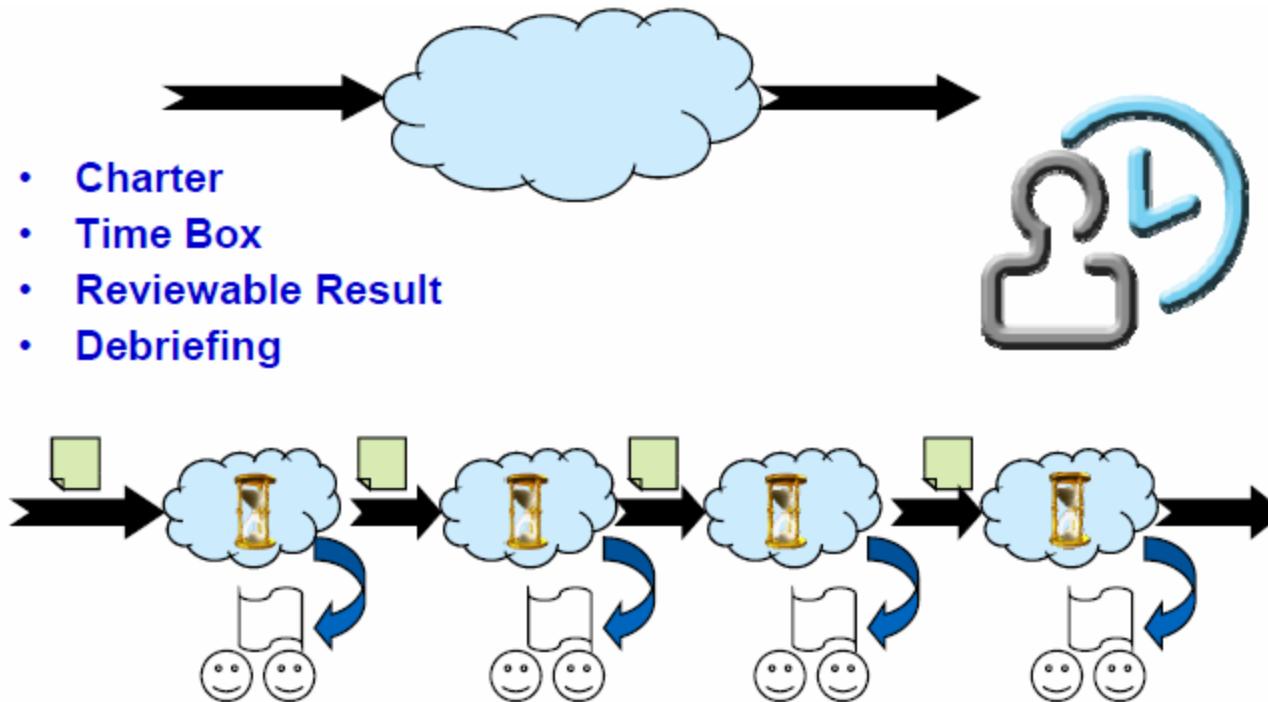 • Charter
• Time Box
• Reviewable Result
• Debriefing